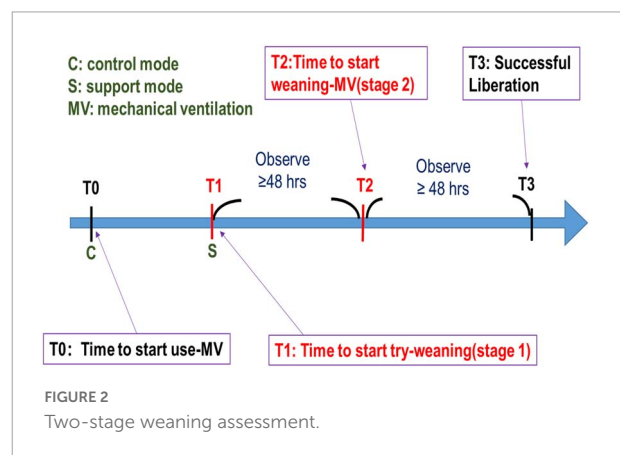 C: control mode
S: support mode
MV: mechanical ventilation
T2:Time to start
weaning-MV(stage 2)
T3: Successful
Liberation
Observe
≥48 hrs
Observe
≥ 48 hrs
T0
T1
T2
T3
C
S
T0: Time to start use-MV
T1: Time to start try-weaning(stage 1)
FIGURE 2
Two-stage weaning assessment.